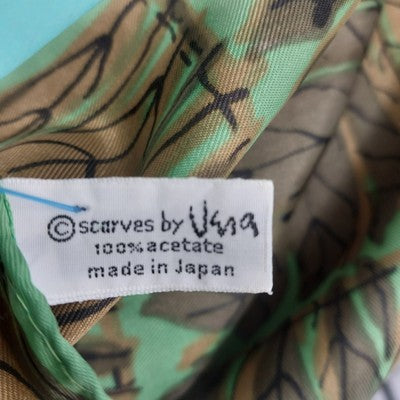 ©scarves by Vera
100% acetate
made in Japan